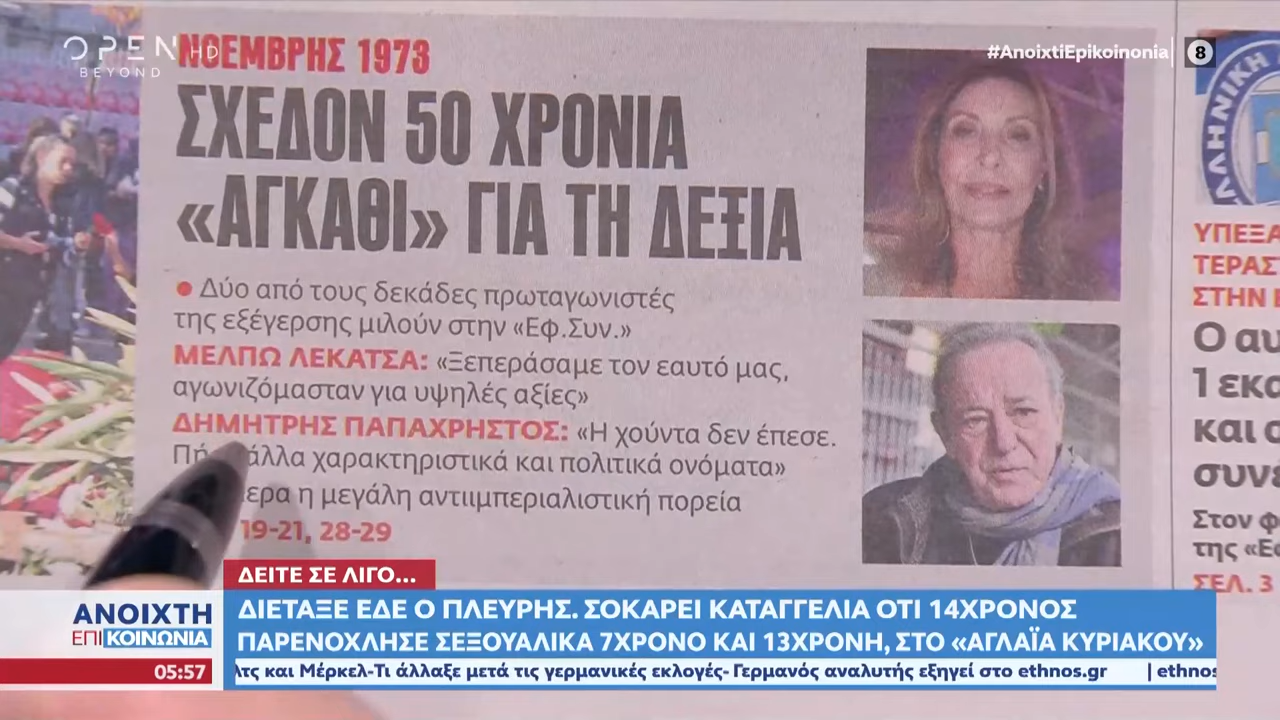 OPEN HD
BEYOND
#AnoixtiEpikoinonia
8
ΝΟΕΜΒΡΗΣ 1973
ΣΧΕΔΟΝ 50 ΧΡΟΝΙΑ
«ΑΓΚΑΘΙ» ΓΙΑ ΤΗ ΔΕΞΙΑ
● Δύο από τους δεκάδες πρωταγωνιστές
της εξέγερσης μιλούν στην «Εφ.Συν.»
ΜΕΛΠΩ ΛΕΚΑΤΣΑ: «Ξεπεράσαμε τον εαυτό μας,
αγωνιζόμασταν για υψηλές αξίες»
ΔΗΜΗΤΡΗΣ ΠΑΠΑΧΡΗΣΤΟΣ: «Η χούντα δεν έπεσε.
άλλα χαρακτηριστικά και πολιτικά ονόματα»
η μεγάλη αντιιμπεριαλιστική πορεία
19-21, 28-29
ΛΛΗΝΙΚΗ
ΥΠΕΞΑ
ΤΕΡΑΣ
ΣΤΗΝ
Ο αυ
1 εκα
και σ
συνε
Στον φ
της «Ε
ΣΕΛ. 3
ΔΕΙΤΕ ΣΕ ΛΙΓΟ...
ΑΝΟΙΧΤΗ
ΕΠΙΚΟΙΝΩΝΙΑ
ΔΙΕΤΑΞΕ ΕΔΕ Ο ΠΛΕΥΡΗΣ. ΣΟΚΑΡΕΙ ΚΑΤΑΓΓΕΛΙΑ ΟΤΙ 14ΧΡΟΝΟΣ
ΠΑΡΕΝΟΧΛΗΣΕ ΣΕΞΟΥΑΛΙΚΑ 7ΧΡΟΝΟ ΚΑΙ 13ΧΡΟΝΗ, ΣΤΟ «ΑΓΛΑΪΑ ΚΥΡΙΑΚΟΥ»
05:57
λτς και Μέρκελ-Τι άλλαξε μετά τις γερμανικές εκλογές- Γερμανός αναλυτής εξηγεί στο ethnos.gr | ethnos